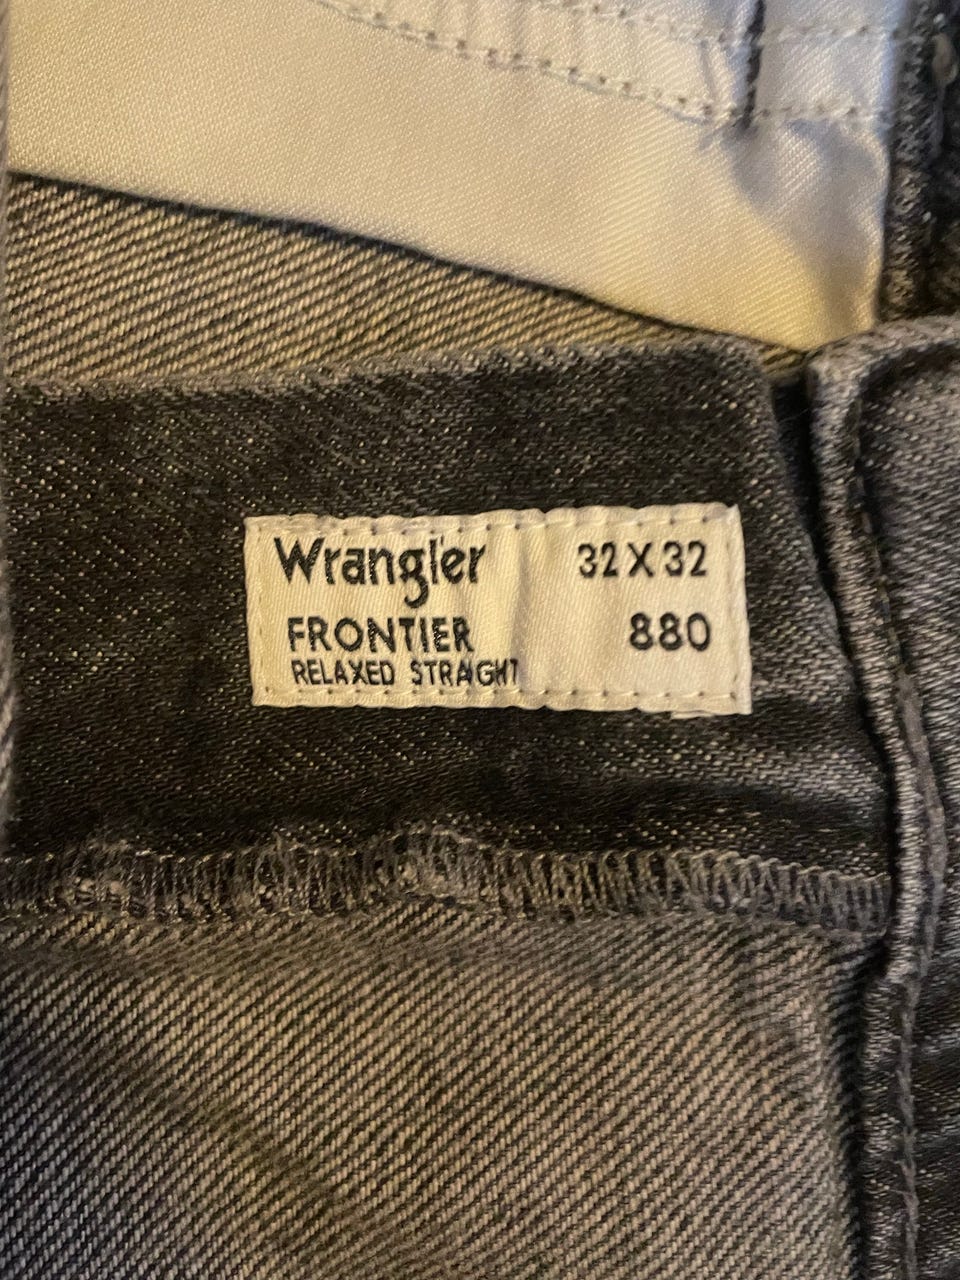 Wrangler 32 X 32
FRONTIER 880
RELAXED STRAIGHT